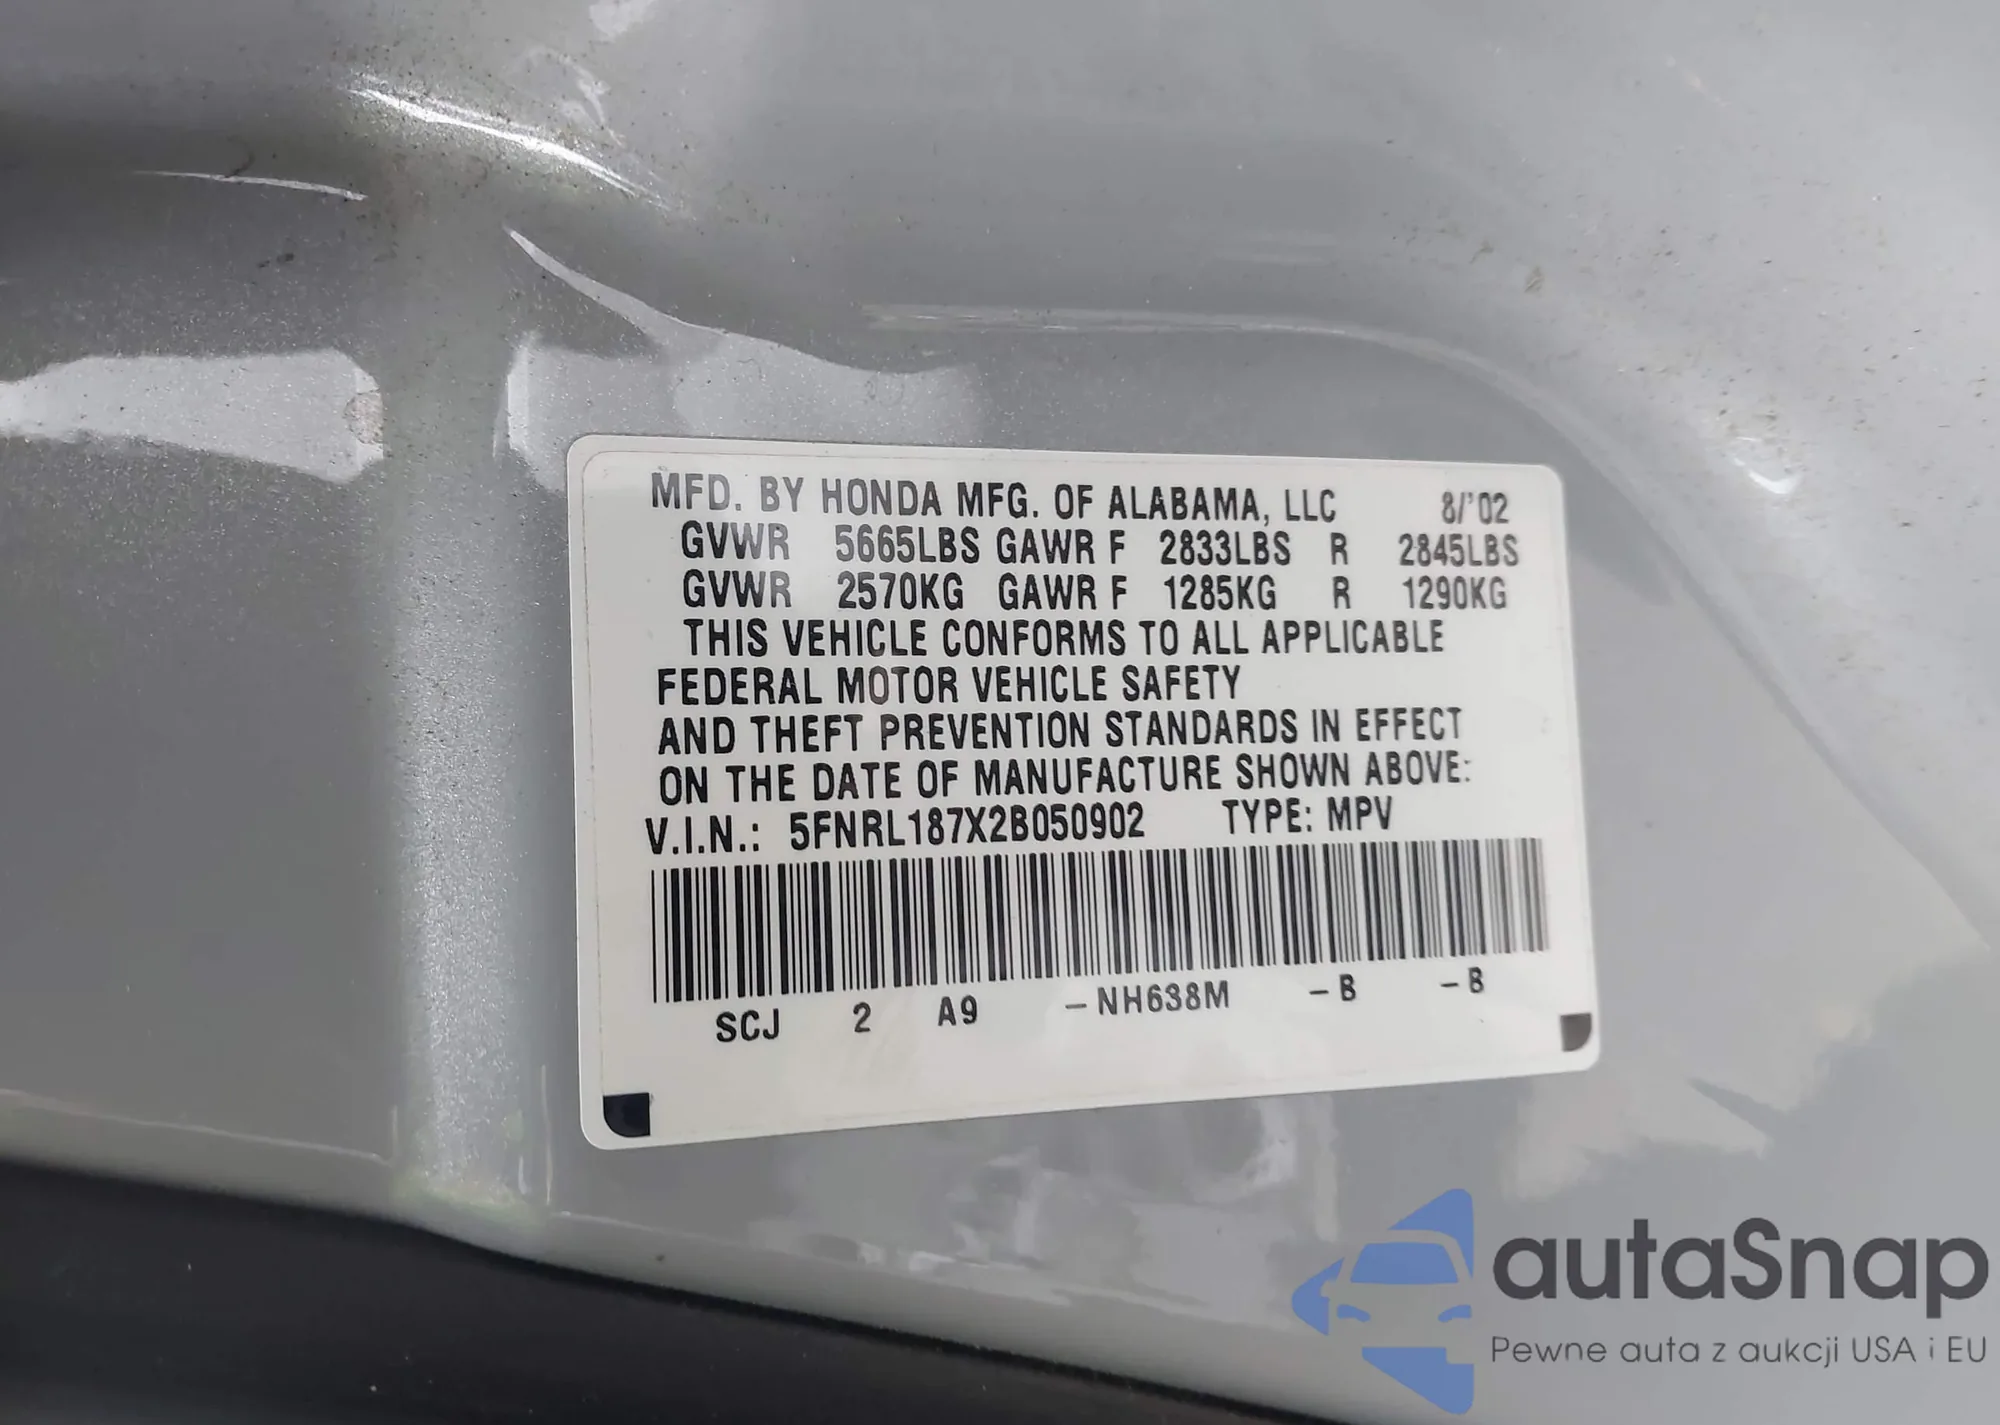 MFD. BY HONDA MFG. OF ALABAMA, LLC 8/'02
GVWR 5665LBS GAWR F 2833LBS R 2845LBS
GVWR 2570KG GAWR F 1285KG R 1290KG
THIS VEHICLE CONFORMS TO ALL APPLICABLE
FEDERAL MOTOR VEHICLE SAFETY
AND THEFT PREVENTION STANDARDS IN EFFECT
ON THE DATE OF MANUFACTURE SHOWN ABOVE:
V.I.N.: 5FNRL187X2B050902 TYPE: MPV
SCJ 2 A9 -NH638M -B -B
autaSnap
Pewne auta z aukcji USA i EU